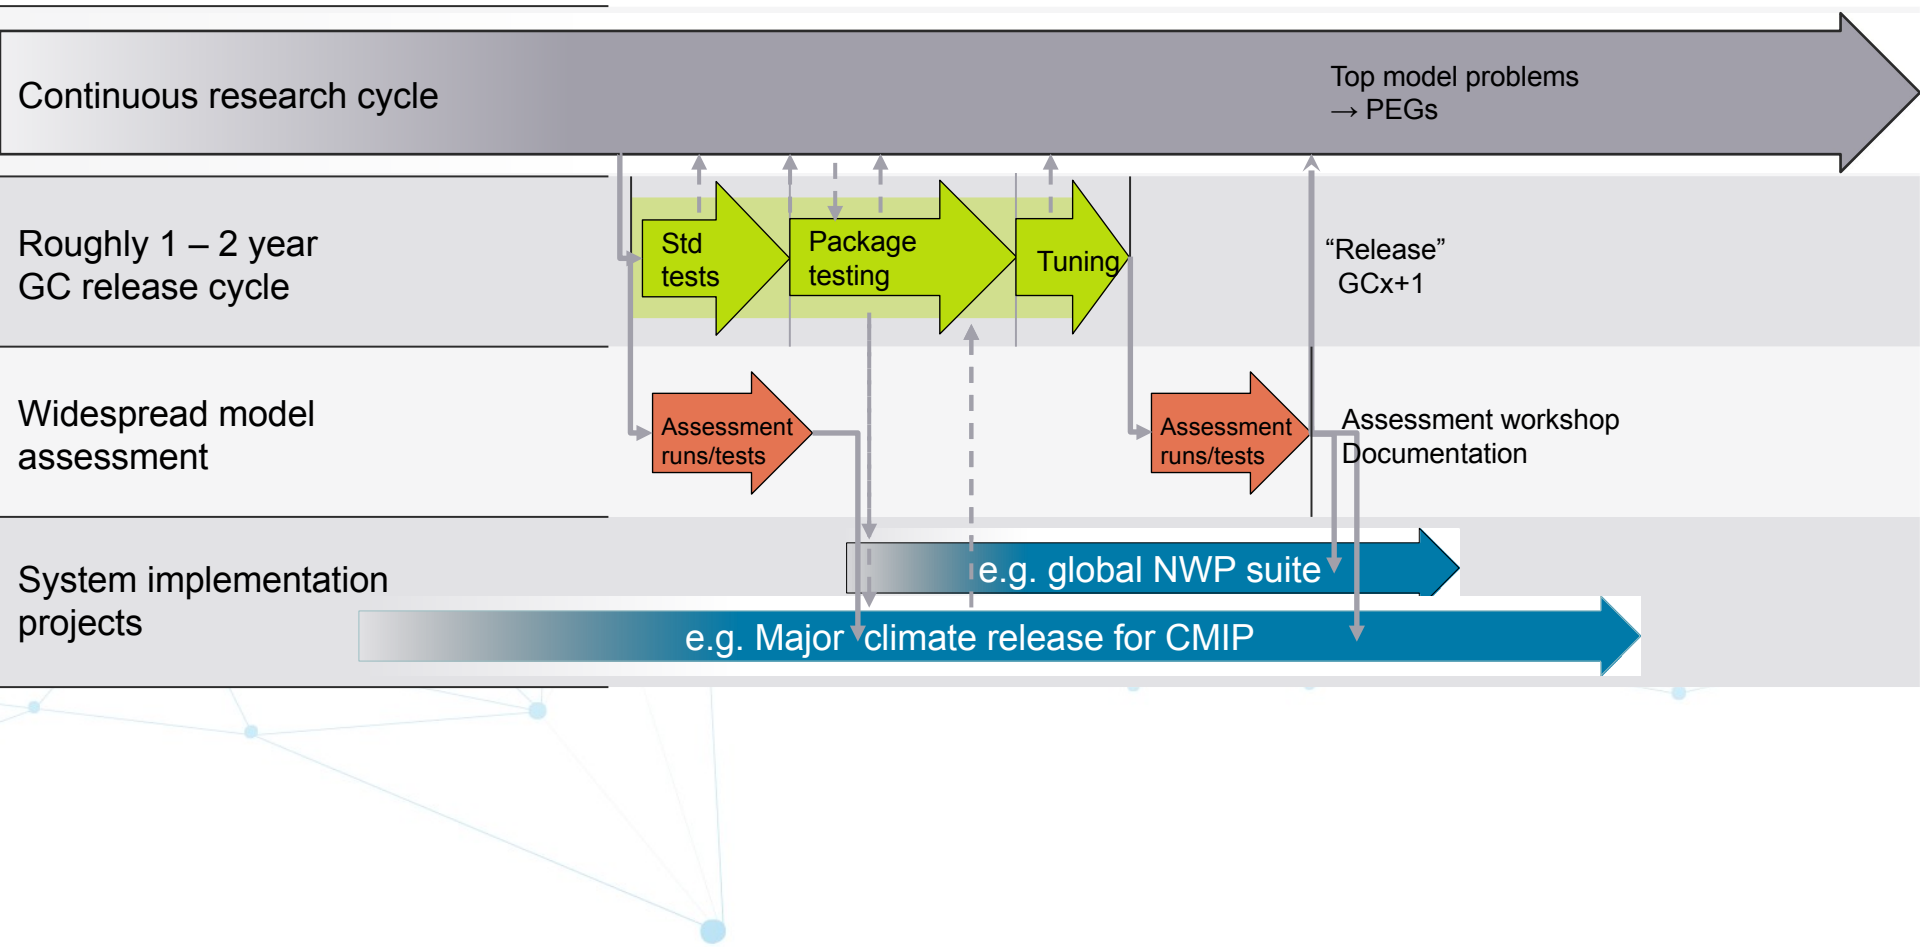 Continuous research cycle
Top model problems
→ PEGs
Roughly 1 – 2 year
GC release cycle
Std
tests
Package
testing
Tuning
“Release”
GCx+1
Widespread model
assessment
Assessment
runs/tests
Assessment
runs/tests
Assessment workshop
Documentation
System implementation
projects
e.g. global NWP suite
e.g. Major climate release for CMIP